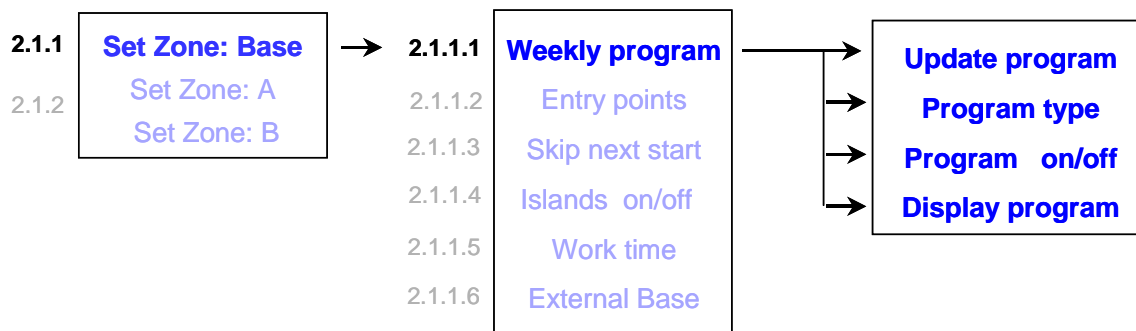 2.1.1 Set Zone: Base
2.1.2 Set Zone: A
Set Zone: B
2.1.1.1 Weekly program
2.1.1.2 Entry points
2.1.1.3 Skip next start
2.1.1.4 Islands on/off
2.1.1.5 Work time
2.1.1.6 External Base
Update program
Program type
Program on/off
Display program